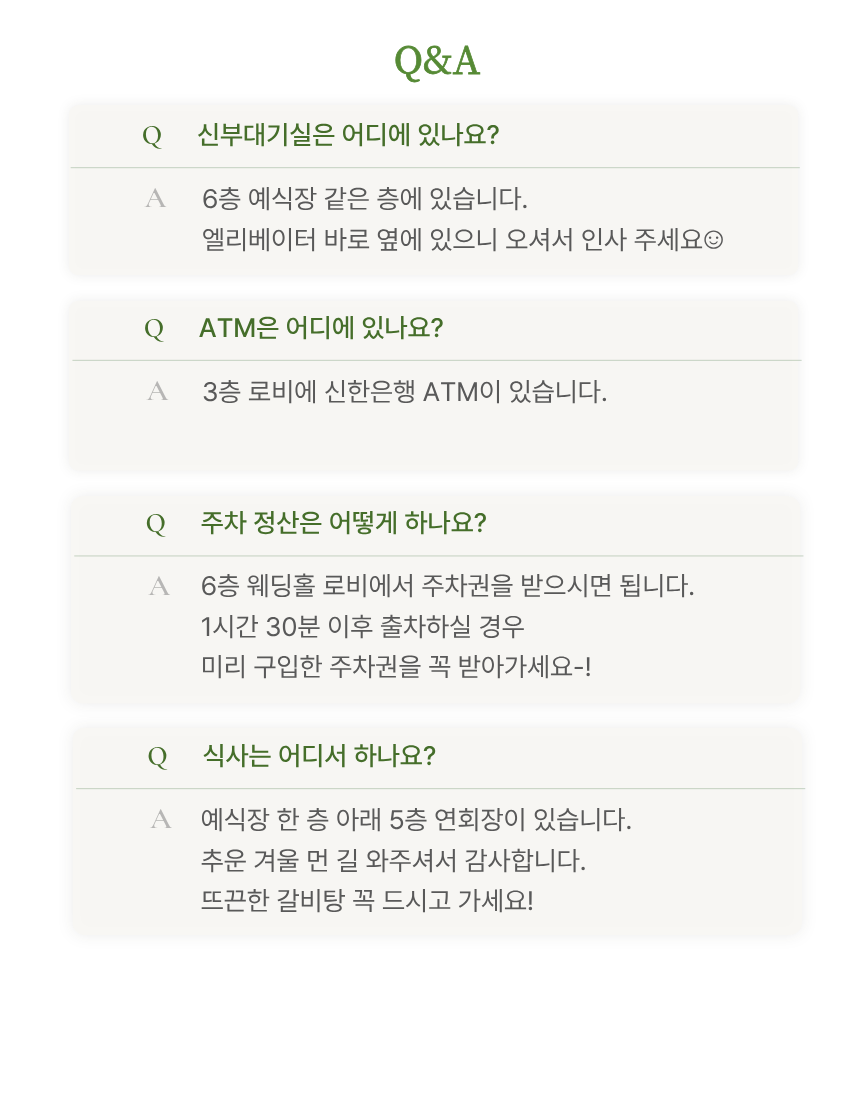 Q&A
Q 신부대기실은 어디에 있나요?
A 6층 예식장 같은 층에 있습니다.
엘리베이터 바로 옆에 있으니 오셔서 인사 주세요☺
Q ATM은 어디에 있나요?
A 3층 로비에 신한은행 ATM이 있습니다.
Q 주차 정산은 어떻게 하나요?
A 6층 웨딩홀 로비에서 주차권을 받으시면 됩니다.
1시간 30분 이후 출차하실 경우
미리 구입한 주차권을 꼭 받아가세요-!
Q 식사는 어디서 하나요?
A 예식장 한 층 아래 5층 연회장이 있습니다.
추운 겨울 먼 길 와주셔서 감사합니다.
뜨끈한 갈비탕 꼭 드시고 가세요!